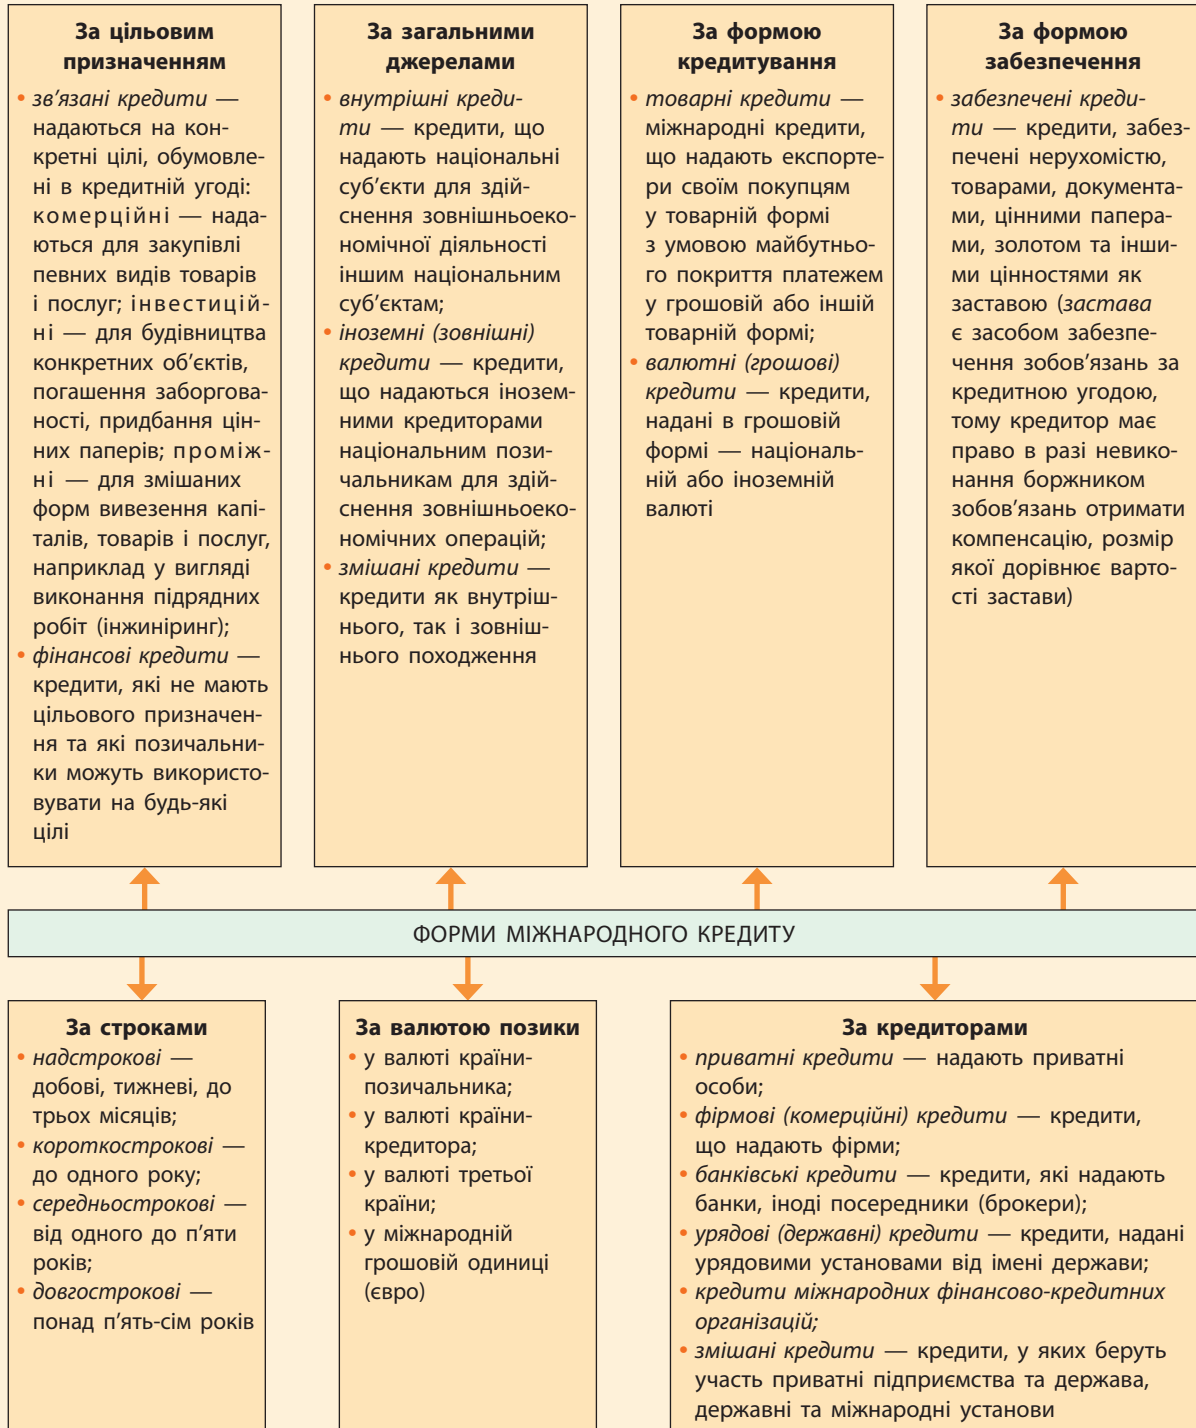 За цільовим
призначенням
• зв'язані кредити —
надаються на кон-
кретні цілі, обумовле-
ні в кредитній угоді:
комерційні — нада-
ються для закупівлі
певних видів товарів
і послуг; інвестицій-
ні — для будівництва
конкретних об'єктів,
погашення заборгова-
ності, придбання цін-
них паперів; проміж-
ні — для змішаних
форм вивезення капі-
талів, товарів і послуг,
наприклад у вигляді
виконання підрядних
робіт (інжиніринг);
• фінансові кредити —
кредити, які не мають
цільового призначен-
ня та які позичальни-
ки можуть використо-
вувати на будь-які
цілі
За загальними
джерелами
• внутрішні креди-
ти — кредити, що
надають національні
суб'єкти для здій-
снення зовнішньоеко-
номічної діяльності
іншим національним
суб'єктам;
• іноземні (зовнішні)
кредити — кредити,
що надаються інозем-
ними кредиторами
національним пози-
чальникам для здій-
снення зовнішньоеко-
номічних операцій;
• змішані кредити —
кредити як внутріш-
нього, так і зовніш-
нього походження
За формою
кредитування
• товарні кредити —
міжнародні кредити,
що надають експорте-
ри своїм покупцям
у товарній формі
з умовою майбутньо-
го покриття платежем
у грошовій або іншій
товарній формі;
• валютні (грошові)
кредити — кредити,
надані в грошовій
формі — національ-
ній або іноземній
валюті
За формою
забезпечення
• забезпечені креди-
ти — кредити, забез-
печені нерухомістю,
товарами, документа-
ми, цінними папера-
ми, золотом та інши-
ми цінностями як
заставою (застава
є засобом забезпе-
чення зобов'язань за
кредитною угодою,
тому кредитор має
право в разі невико-
нання боржником
зобов'язань отримати
компенсацію, розмір
якої дорівнює варто-
сті застави)
ФОРМИ МІЖНАРОДНОГО КРЕДИТУ
За строками
• надстрокові —
добові, тижневі, до
трьох місяців;
• короткострокові —
до одного року;
• середньострокові —
від одного до п'яти
років;
• довгострокові —
понад п'ять-сім років
За валютою позики
• у валюті країни-
позичальника;
• у валюті країни-
кредитора;
• у валюті третьої
країни;
• у міжнародній
грошовій одиниці
(євро)
За кредиторами
• приватні кредити — надають приватні
особи;
• фірмові (комерційні) кредити — кредити,
що надають фірми;
• банківські кредити — кредити, які надають
банки, іноді посередники (брокери);
• урядові (державні) кредити — кредити, надані
урядовими установами від імені держави;
• кредити міжнародних фінансово-кредитних
організацій;
• змішані кредити — кредити, у яких беруть
участь приватні підприємства та держава,
державні та міжнародні установи